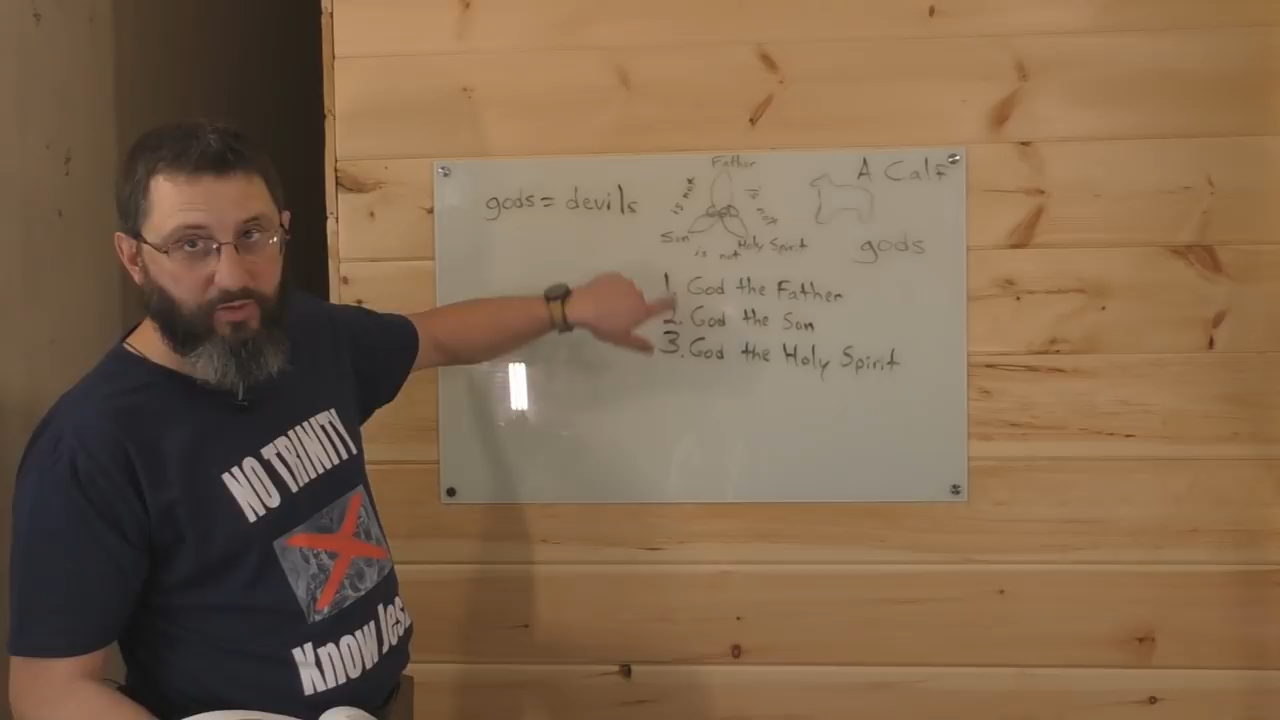 gods = devils
Father
is not
is not
Son
is not
Holy Spirit
A Calf
gods
1. God the Father
2. God the Son
3. God the Holy Spirit
NO TRINITY
Know